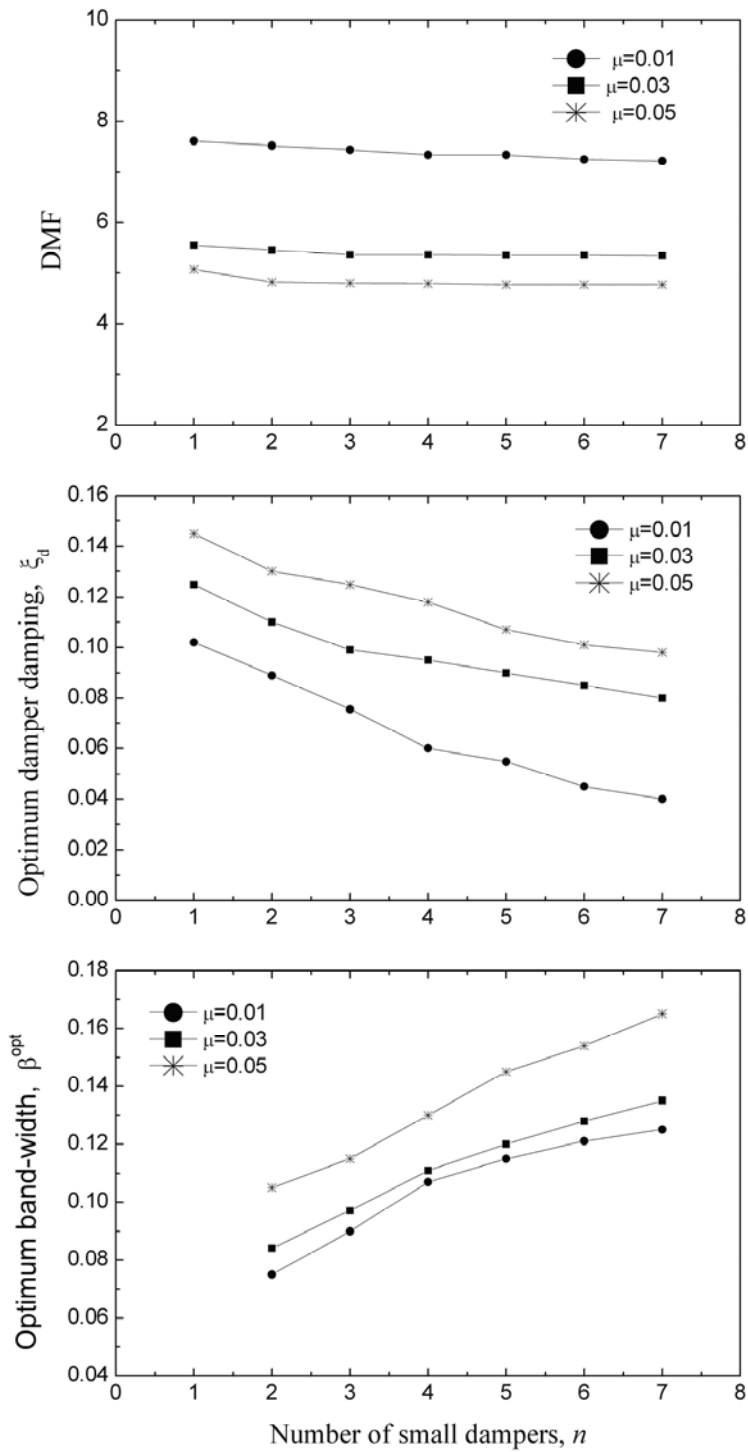 10
8
6
4
2
DMF
μ=0.01
μ=0.03
μ=0.05
0 1 2 3 4 5 6 7 8
0.16
0.14
0.12
0.10
0.08
0.06
0.04
0.02
0.00
Optimum damper damping, ξd
μ=0.01
μ=0.03
μ=0.05
0 1 2 3 4 5 6 7 8
0.18
0.16
0.14
0.12
0.10
0.08
0.06
0.04
Optimum band-width, β^opt
μ=0.01
μ=0.03
μ=0.05
0 1 2 3 4 5 6 7 8
Number of small dampers, n